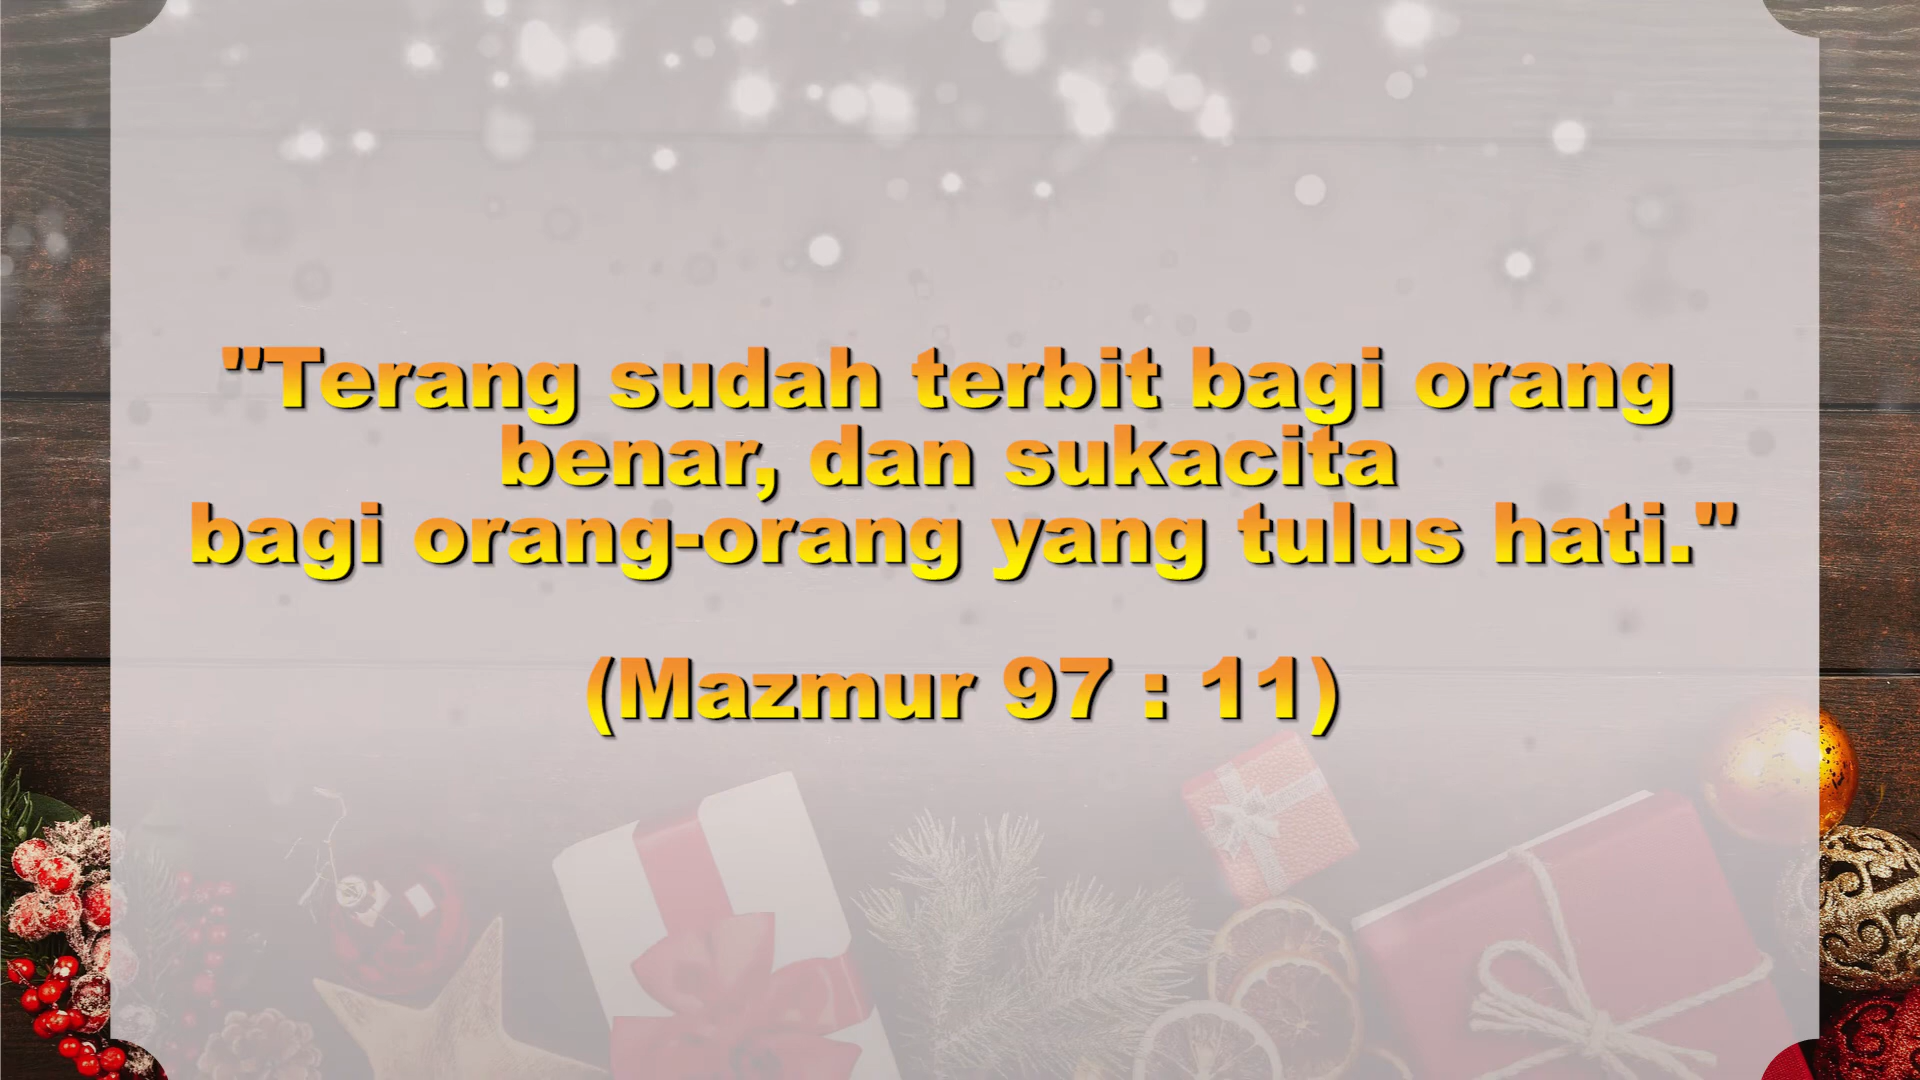 "Terang sudah terbit bagi orang
benar, dan sukacita
bagi orang-orang yang tulus hati."
(Mazmur 97 : 11)